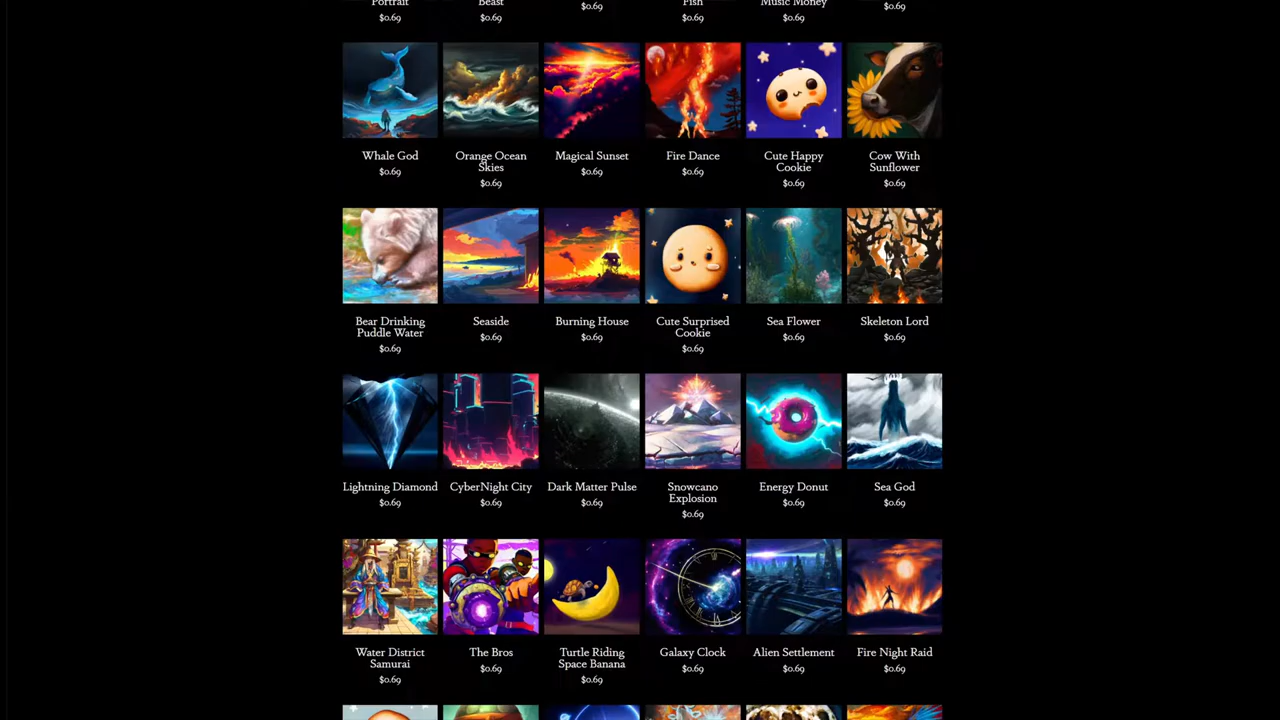 Portrait
Beast
Fish
Music Money
$0.69
$0.69
$0.69
$0.69
$0.69
$0.69
Whale God
Orange Ocean
Skies
Magical Sunset
Fire Dance
Cute Happy
Cookie
Cow With
Sunflower
$0.69
$0.69
$0.69
$0.69
$0.69
$0.69
Bear Drinking
Puddle Water
Seaside
Burning House
Cute Surprised
Cookie
Sea Flower
Skeleton Lord
$0.69
$0.69
$0.69
$0.69
$0.69
$0.69
Lightning Diamond
CyberNight City
Dark Matter Pulse
Snowcano
Explosion
Energy Donut
Sea God
$0.69
$0.69
$0.69
$0.69
$0.69
$0.69
Water District
Samurai
The Bros
Turtle Riding
Space Banana
Galaxy Clock
Alien Settlement
Fire Night Raid
$0.69
$0.69
$0.69
$0.69
$0.69
$0.69